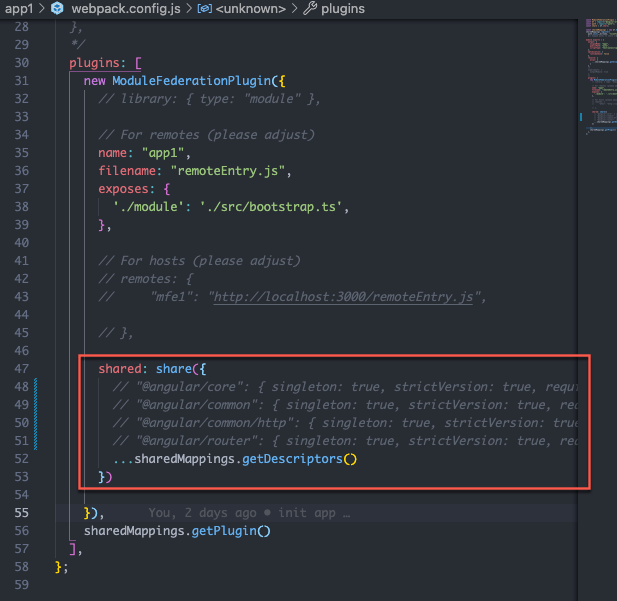 app1 > webpack.config.js > <unknown> > plugins
28 },
29 */
30 plugins: [
31 new ModuleFederationPlugin({
32 // library: { type: "module" },
33
34 // For remotes (please adjust)
35 name: "app1",
36 filename: "remoteEntry.js",
37 exposes: {
38 './module': './src/bootstrap.ts',
39 },
40
41 // For hosts (please adjust)
42 // remotes: {
43 // "mfe1": "http://localhost:3000/remoteEntry.js",
44
45 // },
46
47 shared: share({
48 // "@angular/core": { singleton: true, strictVersion: true, requi
49 // "@angular/common": { singleton: true, strictVersion: true, req
50 // "@angular/common/http": { singleton: true, strictVersion: true
51 // "@angular/router": { singleton: true, strictVersion: true, req
52 ...sharedMappings.getDescriptors()
53 })
54
55 }), You, 2 days ago • init app …
56 sharedMappings.getPlugin()
57 ],
58 };
59